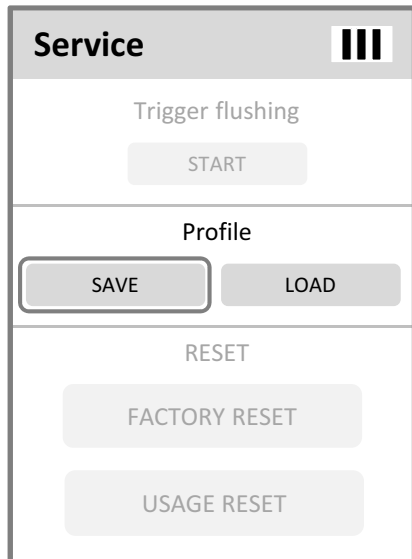 Service
Trigger flushing
START
Profile
SAVE LOAD
RESET
FACTORY RESET
USAGE RESET